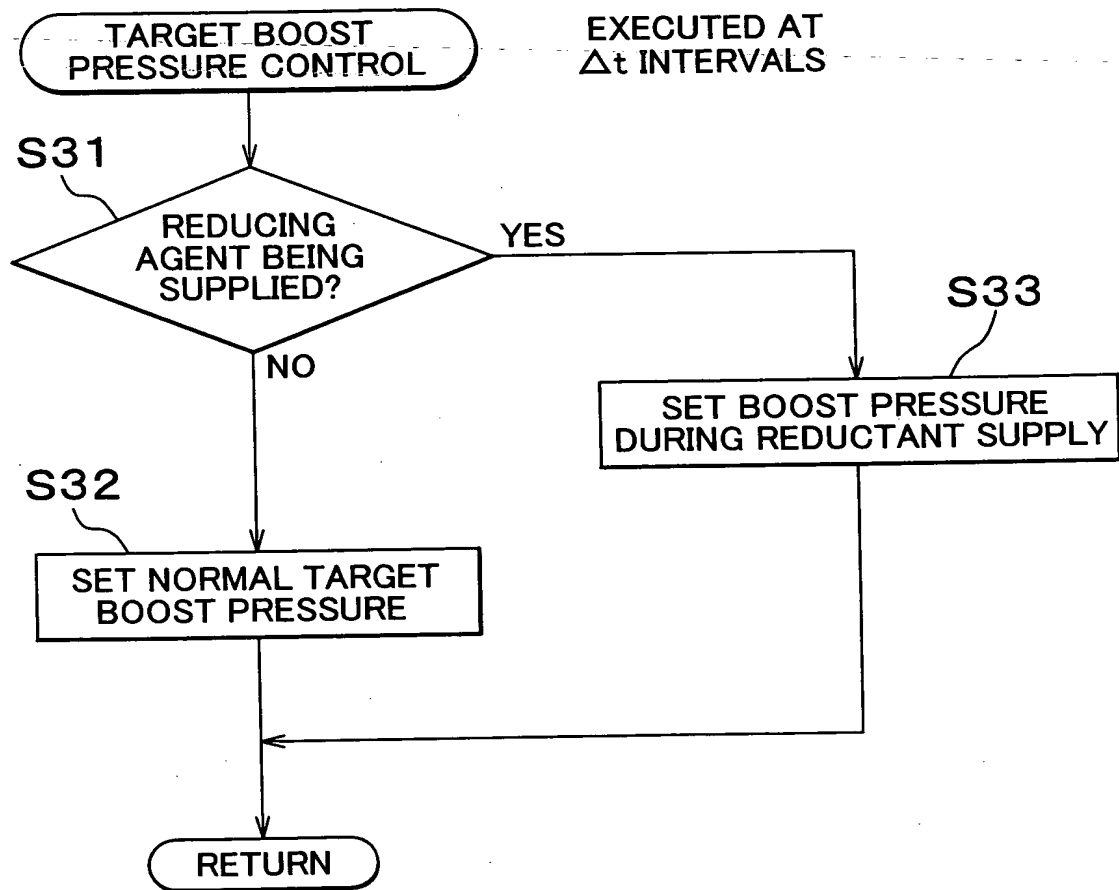 TARGET BOOST
PRESSURE CONTROL
EXECUTED AT
Δt INTERVALS
S31
REDUCING
AGENT BEING
SUPPLIED?
YES
NO
S33
SET BOOST PRESSURE
DURING REDUCTANT SUPPLY
S32
SET NORMAL TARGET
BOOST PRESSURE
RETURN